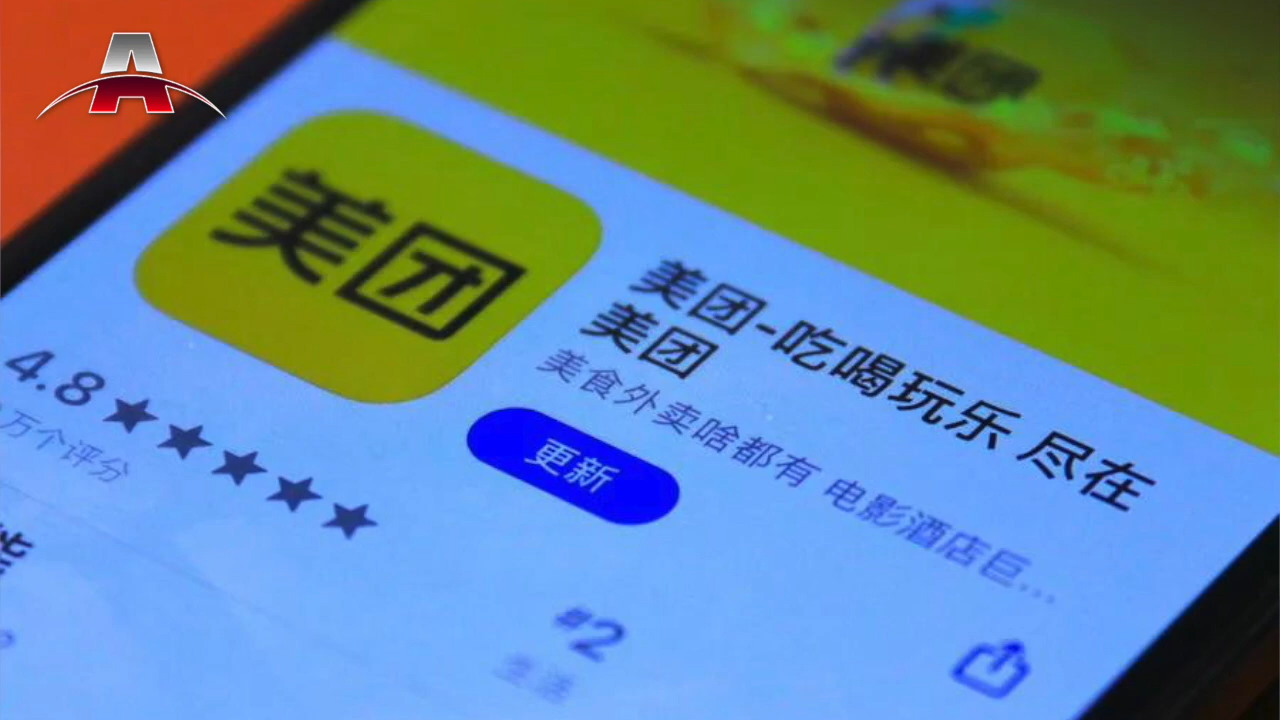 A
美团
美团-吃喝玩乐 尽在
美团
美食外卖啥都有 电影酒店巨...
更新
4.8★★★★★
万个评分
#2
生活